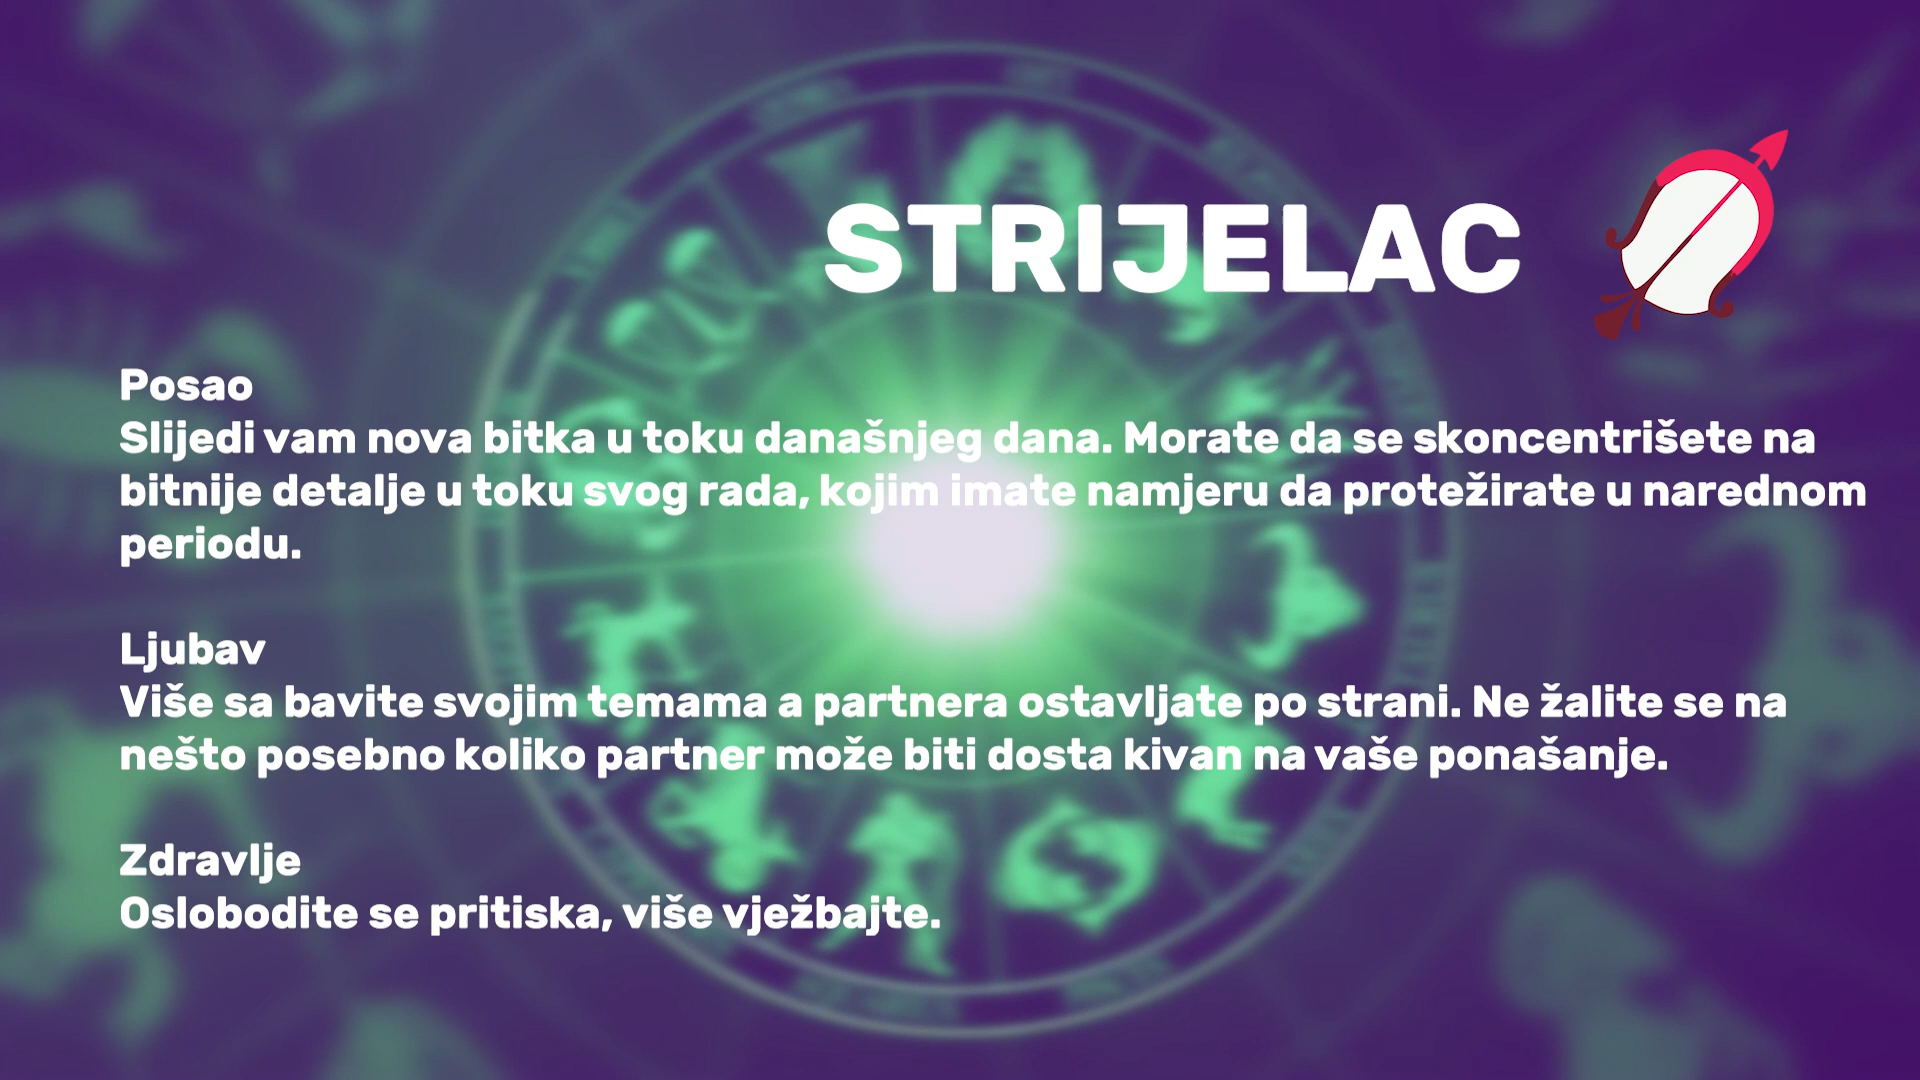 STRIJELAC
Posao
Slijedi vam nova bitka u toku današnjeg dana. Morate da se skoncentrišete na
bitnije detalje u toku svog rada, kojim imate namjeru da protežirate u narednom
periodu.
Ljubav
Više sa bavite svojim temama a partnera ostavljate po strani. Ne žalite se na
nešto posebno koliko partner može biti dosta kivan na vaše ponašanje.
Zdravlje
Oslobodite se pritiska, više vježbajte.